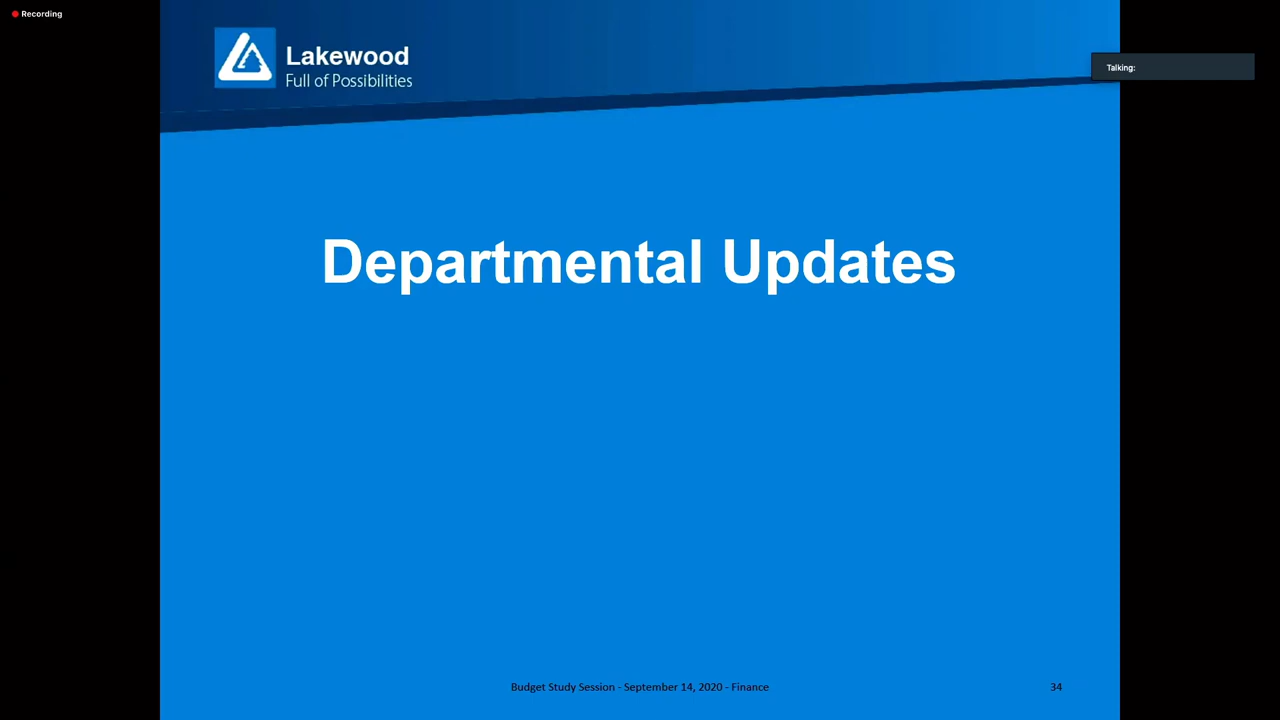 Recording
Lakewood
Full of Possibilities
Talking:
Departmental Updates
Budget Study Session - September 14, 2020 - Finance
34